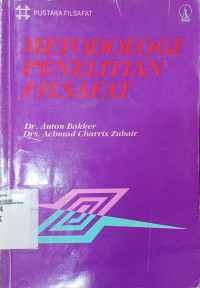 PUSTAKA FILSAFAT
METODOLOGI
PENELITIAN
FILSAFAT
Dr. Anton Bakker
Drs. Achmad Charris Zubair